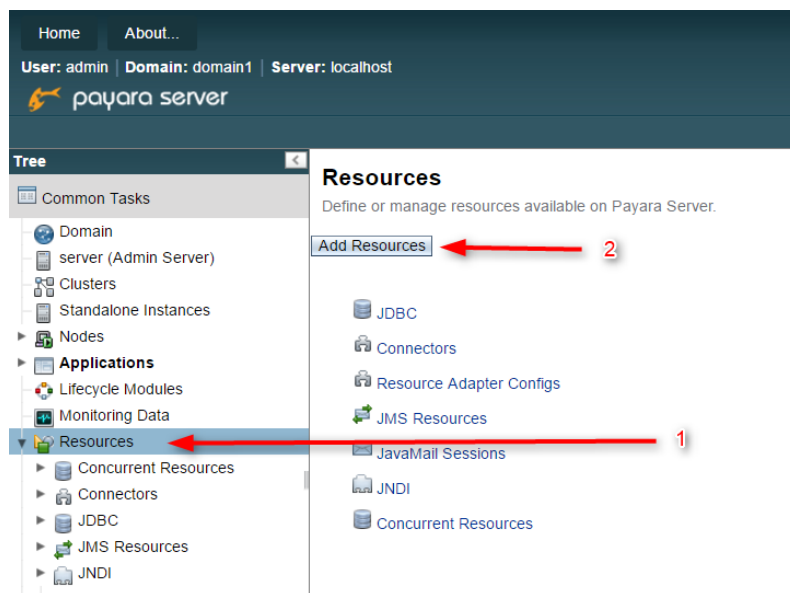 Home About...
User: admin | Domain: domain1 | Server: localhost
payara server
Tree
Common Tasks
Domain
server (Admin Server)
Clusters
Standalone Instances
Nodes
Applications
Lifecycle Modules
Monitoring Data
Resources
Concurrent Resources
Connectors
JDBC
JMS Resources
JNDI
Resources
Define or manage resources available on Payara Server.
Add Resources
2
JDBC
Connectors
Resource Adapter Configs
JMS Resources
1
JavaMail Sessions
JNDI
Concurrent Resources